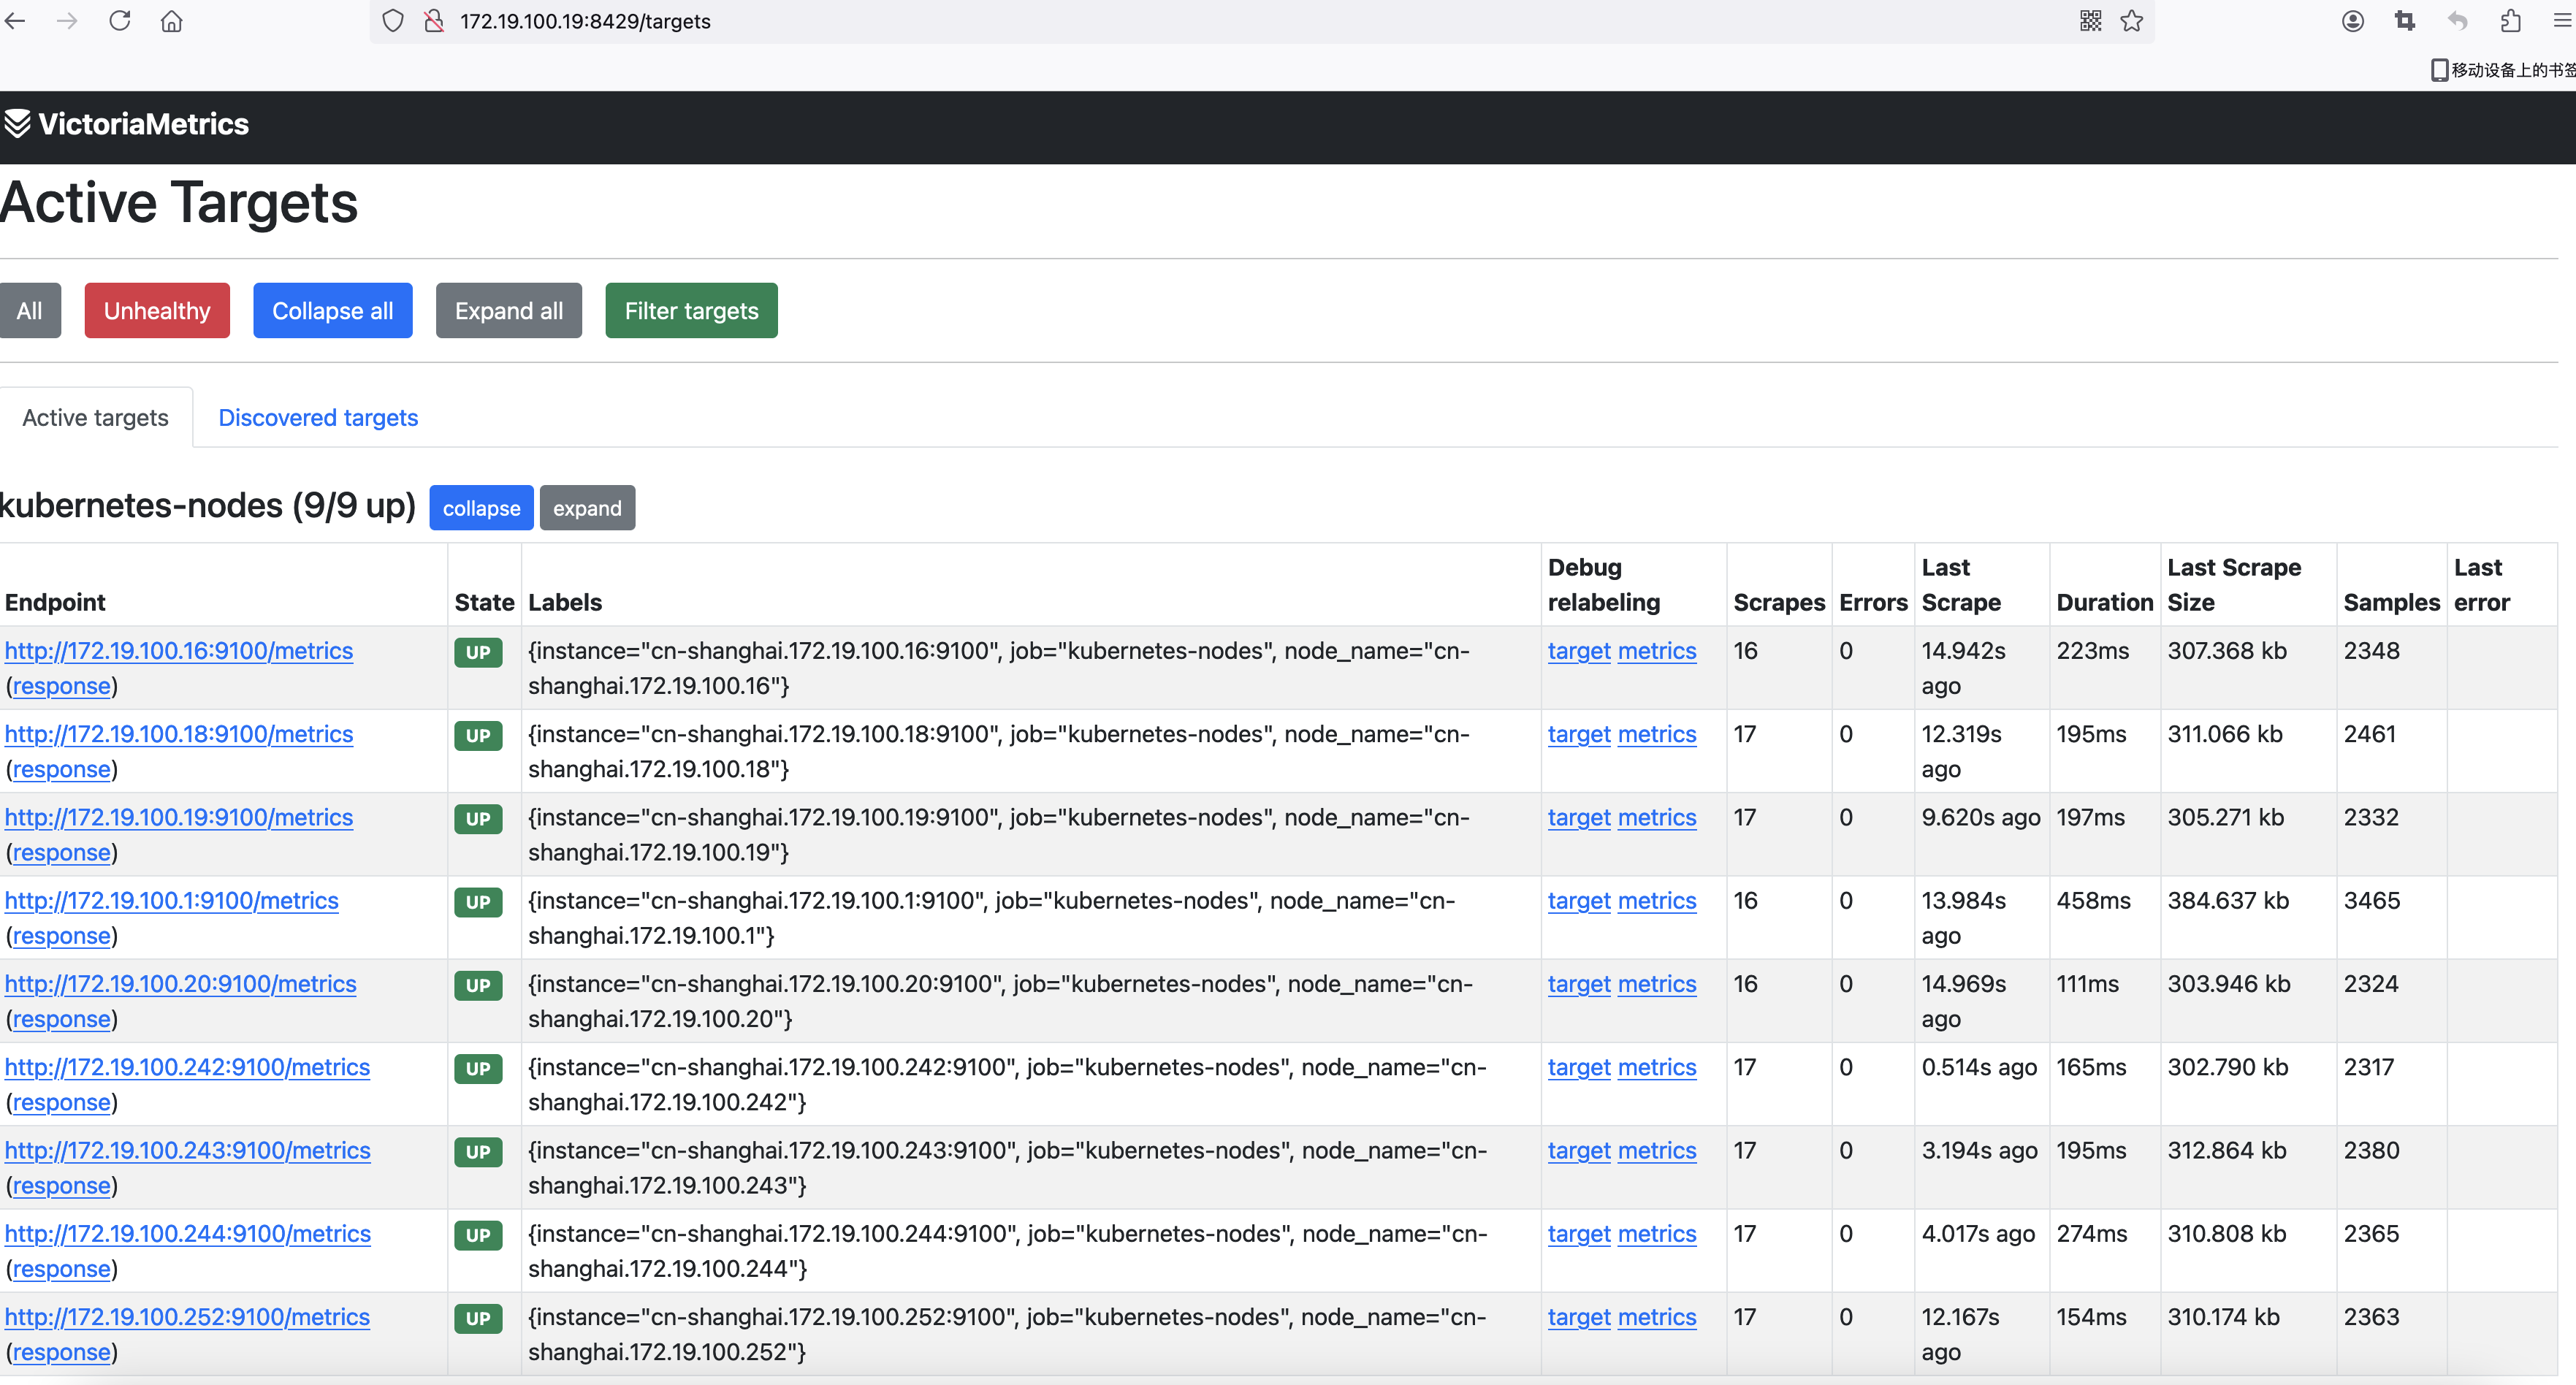 172.19.100.19:8429/targets
移动设备上的书签
VictoriaMetrics
Active Targets
All Unhealthy Collapse all Expand all Filter targets
Active targets Discovered targets
kubernetes-nodes (9/9 up) collapse expand
Endpoint State Labels Debug relabeling Scrapes Errors Last Scrape Duration Last Scrape Size Samples Last error
http://172.19.100.16:9100/metrics UP {instance="cn-shanghai.172.19.100.16:9100", job="kubernetes-nodes", node_name="cn- target metrics 16 0 14.942s 223ms 307.368 kb 2348
(response) shanghai.172.19.100.16"} ago
http://172.19.100.18:9100/metrics UP {instance="cn-shanghai.172.19.100.18:9100", job="kubernetes-nodes", node_name="cn- target metrics 17 0 12.319s 195ms 311.066 kb 2461
(response) shanghai.172.19.100.18"} ago
http://172.19.100.19:9100/metrics UP {instance="cn-shanghai.172.19.100.19:9100", job="kubernetes-nodes", node_name="cn- target metrics 17 0 9.620s ago 197ms 305.271 kb 2332
(response) shanghai.172.19.100.19"}
http://172.19.100.1:9100/metrics UP {instance="cn-shanghai.172.19.100.1:9100", job="kubernetes-nodes", node_name="cn- target metrics 16 0 13.984s 458ms 384.637 kb 3465
(response) shanghai.172.19.100.1"} ago
http://172.19.100.20:9100/metrics UP {instance="cn-shanghai.172.19.100.20:9100", job="kubernetes-nodes", node_name="cn- target metrics 16 0 14.969s 111ms 303.946 kb 2324
(response) shanghai.172.19.100.20"} ago
http://172.19.100.242:9100/metrics UP {instance="cn-shanghai.172.19.100.242:9100", job="kubernetes-nodes", node_name="cn- target metrics 17 0 0.514s ago 165ms 302.790 kb 2317
(response) shanghai.172.19.100.242"}
http://172.19.100.243:9100/metrics UP {instance="cn-shanghai.172.19.100.243:9100", job="kubernetes-nodes", node_name="cn- target metrics 17 0 3.194s ago 195ms 312.864 kb 2380
(response) shanghai.172.19.100.243"}
http://172.19.100.244:9100/metrics UP {instance="cn-shanghai.172.19.100.244:9100", job="kubernetes-nodes", node_name="cn- target metrics 17 0 4.017s ago 274ms 310.808 kb 2365
(response) shanghai.172.19.100.244"}
http://172.19.100.252:9100/metrics UP {instance="cn-shanghai.172.19.100.252:9100", job="kubernetes-nodes", node_name="cn- target metrics 17 0 12.167s 154ms 310.174 kb 2363
(response) shanghai.172.19.100.252"} ago